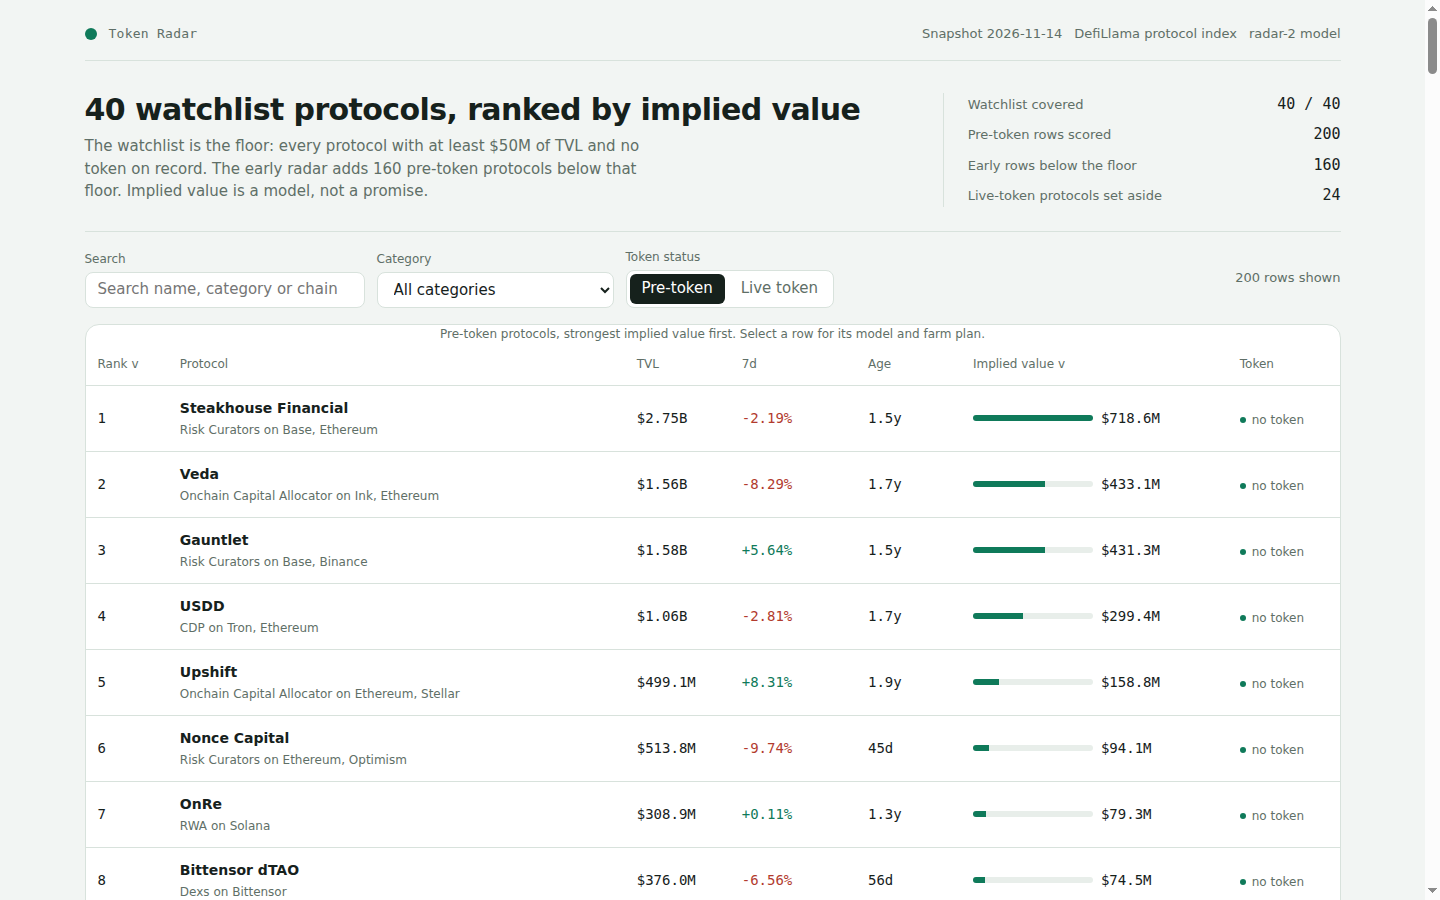 Token Radar
Snapshot 2026-11-14 DefiLlama protocol index radar-2 model
40 watchlist protocols, ranked by implied value
The watchlist is the floor: every protocol with at least $50M of TVL and no
token on record. The early radar adds 160 pre-token protocols below that
floor. Implied value is a model, not a promise.
Watchlist covered 40 / 40
Pre-token rows scored 200
Early rows below the floor 160
Live-token protocols set aside 24
Search
Search name, category or chain
Category
All categories
Token status
Pre-token Live token
200 rows shown
Pre-token protocols, strongest implied value first. Select a row for its model and farm plan.
Rank v Protocol TVL 7d Age Implied value v Token
1 Steakhouse Financial $2.75B -2.19% 1.5y $718.6M no token
Risk Curators on Base, Ethereum
2 Veda $1.56B -8.29% 1.7y $433.1M no token
Onchain Capital Allocator on Ink, Ethereum
3 Gauntlet $1.58B +5.64% 1.5y $431.3M no token
Risk Curators on Base, Binance
4 USDD $1.06B -2.81% 1.7y $299.4M no token
CDP on Tron, Ethereum
5 Upshift $499.1M +8.31% 1.9y $158.8M no token
Onchain Capital Allocator on Ethereum, Stellar
6 Nonce Capital $513.8M -9.74% 45d $94.1M no token
Risk Curators on Ethereum, Optimism
7 OnRe $308.9M +0.11% 1.3y $79.3M no token
RWA on Solana
8 Bittensor dTAO $376.0M -6.56% 56d $74.5M no token
Dexs on Bittensor